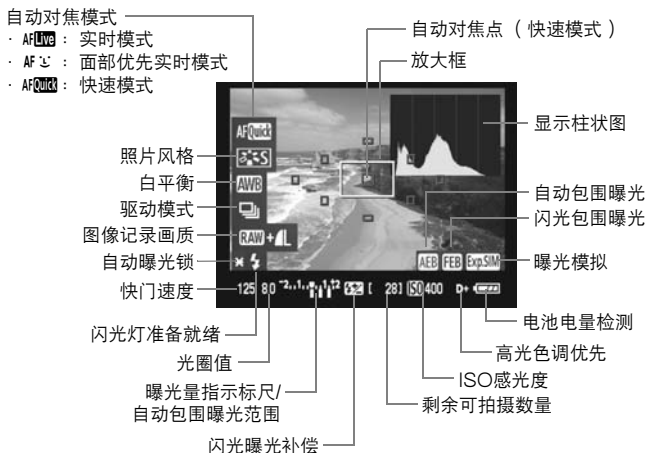 自动对焦模式
· AF Live : 实时模式
· AF : 面部优先实时模式
· AF Quick : 快速模式
自动对焦点（快速模式）
放大框
显示柱状图
AF Quick
照片风格
S
白平衡
AWB
自动包围曝光
驱动模式
闪光包围曝光
图像记录画质
RAW+L
自动曝光锁
AEB FEB Exp.SIM
曝光模拟
快门速度
125 8.0 -2..1..▼..1..+2 [ 28] ISO 400 D+
电池电量检测
闪光灯准备就绪
高光色调优先
光圈值
ISO感光度
曝光量指示标尺/
自动包围曝光范围
剩余可拍摄数量
闪光曝光补偿